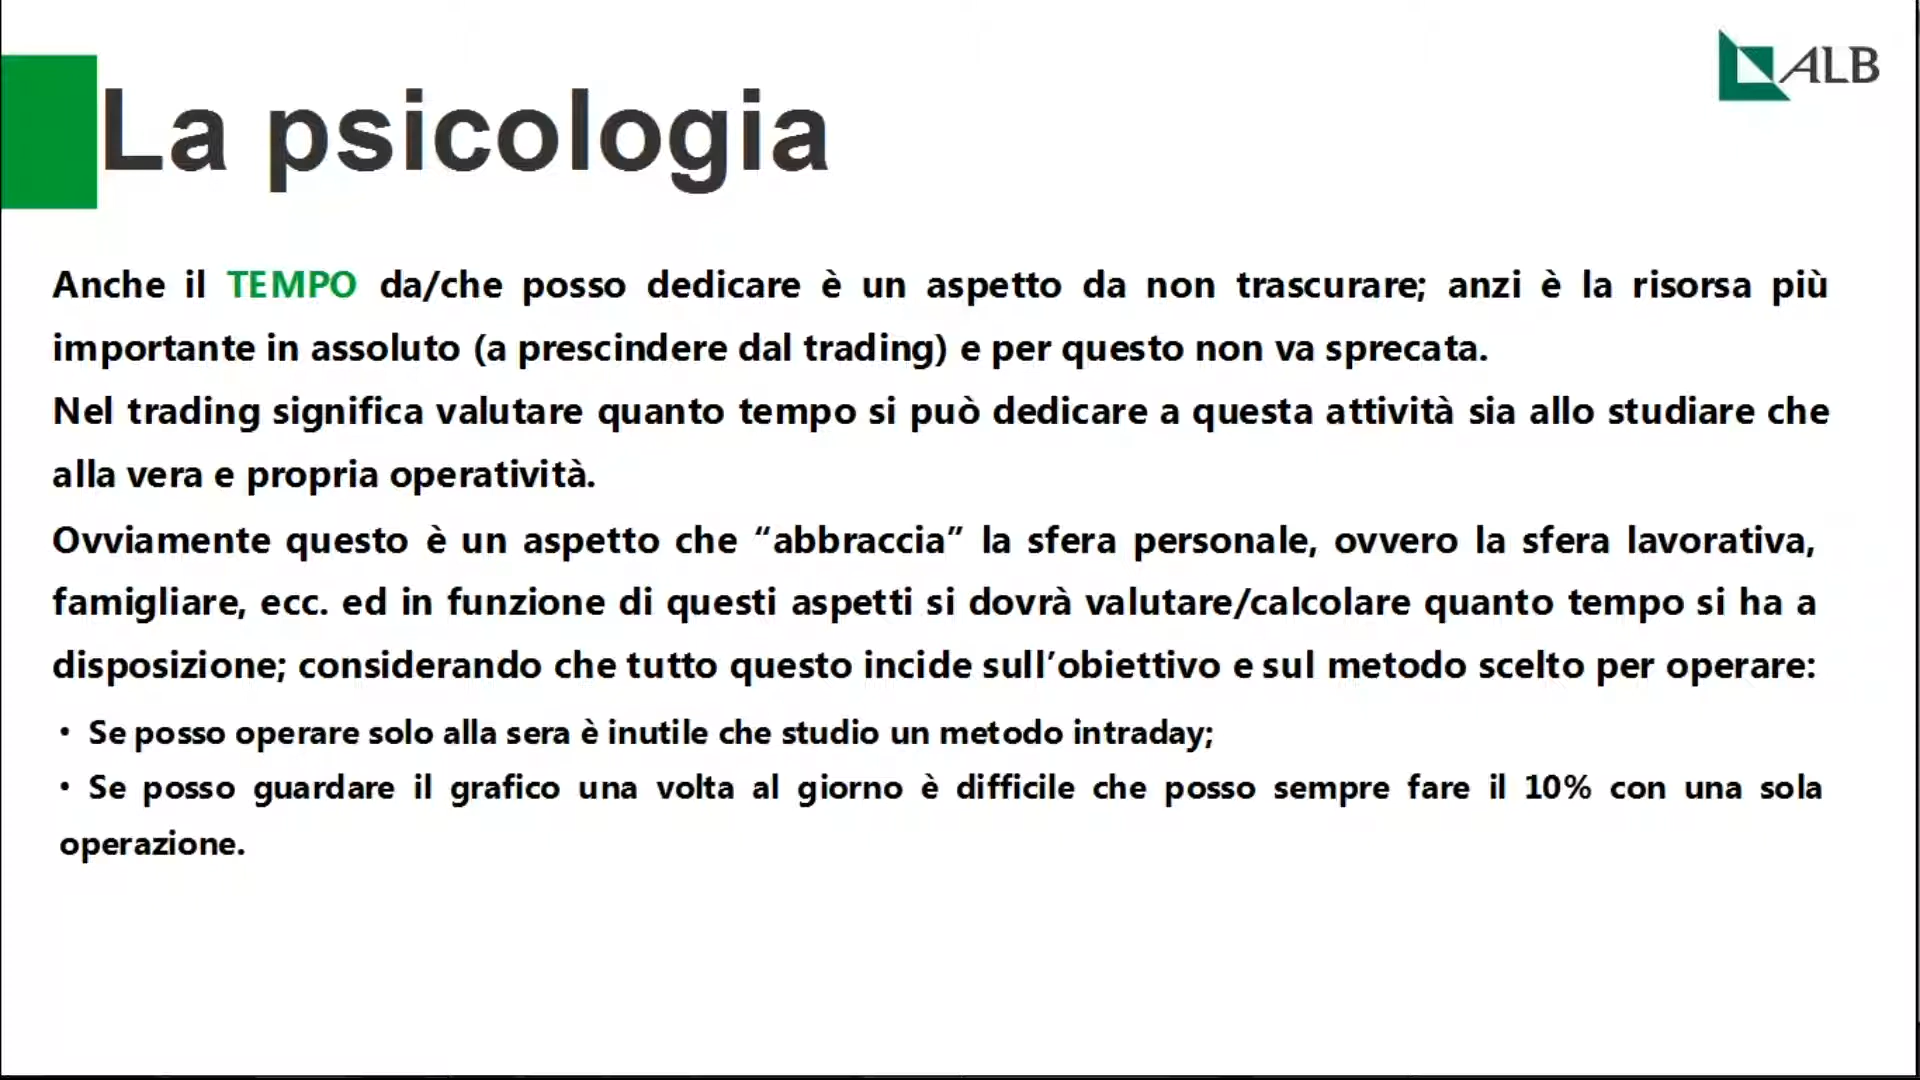 ALB
La psicologia
Anche il TEMPO da/che posso dedicare è un aspetto da non trascurare; anzi è la risorsa più
importante in assoluto (a prescindere dal trading) e per questo non va sprecata.
Nel trading significa valutare quanto tempo si può dedicare a questa attività sia allo studiare che
alla vera e propria operatività.
Ovviamente questo è un aspetto che “abbraccia” la sfera personale, ovvero la sfera lavorativa,
famigliare, ecc. ed in funzione di questi aspetti si dovrà valutare/calcolare quanto tempo si ha a
disposizione; considerando che tutto questo incide sull’obiettivo e sul metodo scelto per operare:
• Se posso operare solo alla sera è inutile che studio un metodo intraday;
• Se posso guardare il grafico una volta al giorno è difficile che posso sempre fare il 10% con una sola
operazione.